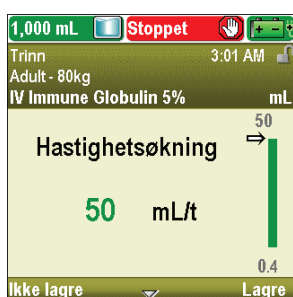 1,000 mL Stoppet
Trinn 3:01 AM
Adult - 80kg
IV Immune Globulin 5% mL
50
Hastighetsøkning
50 mL/t
0.4
Ikke lagre Lagre